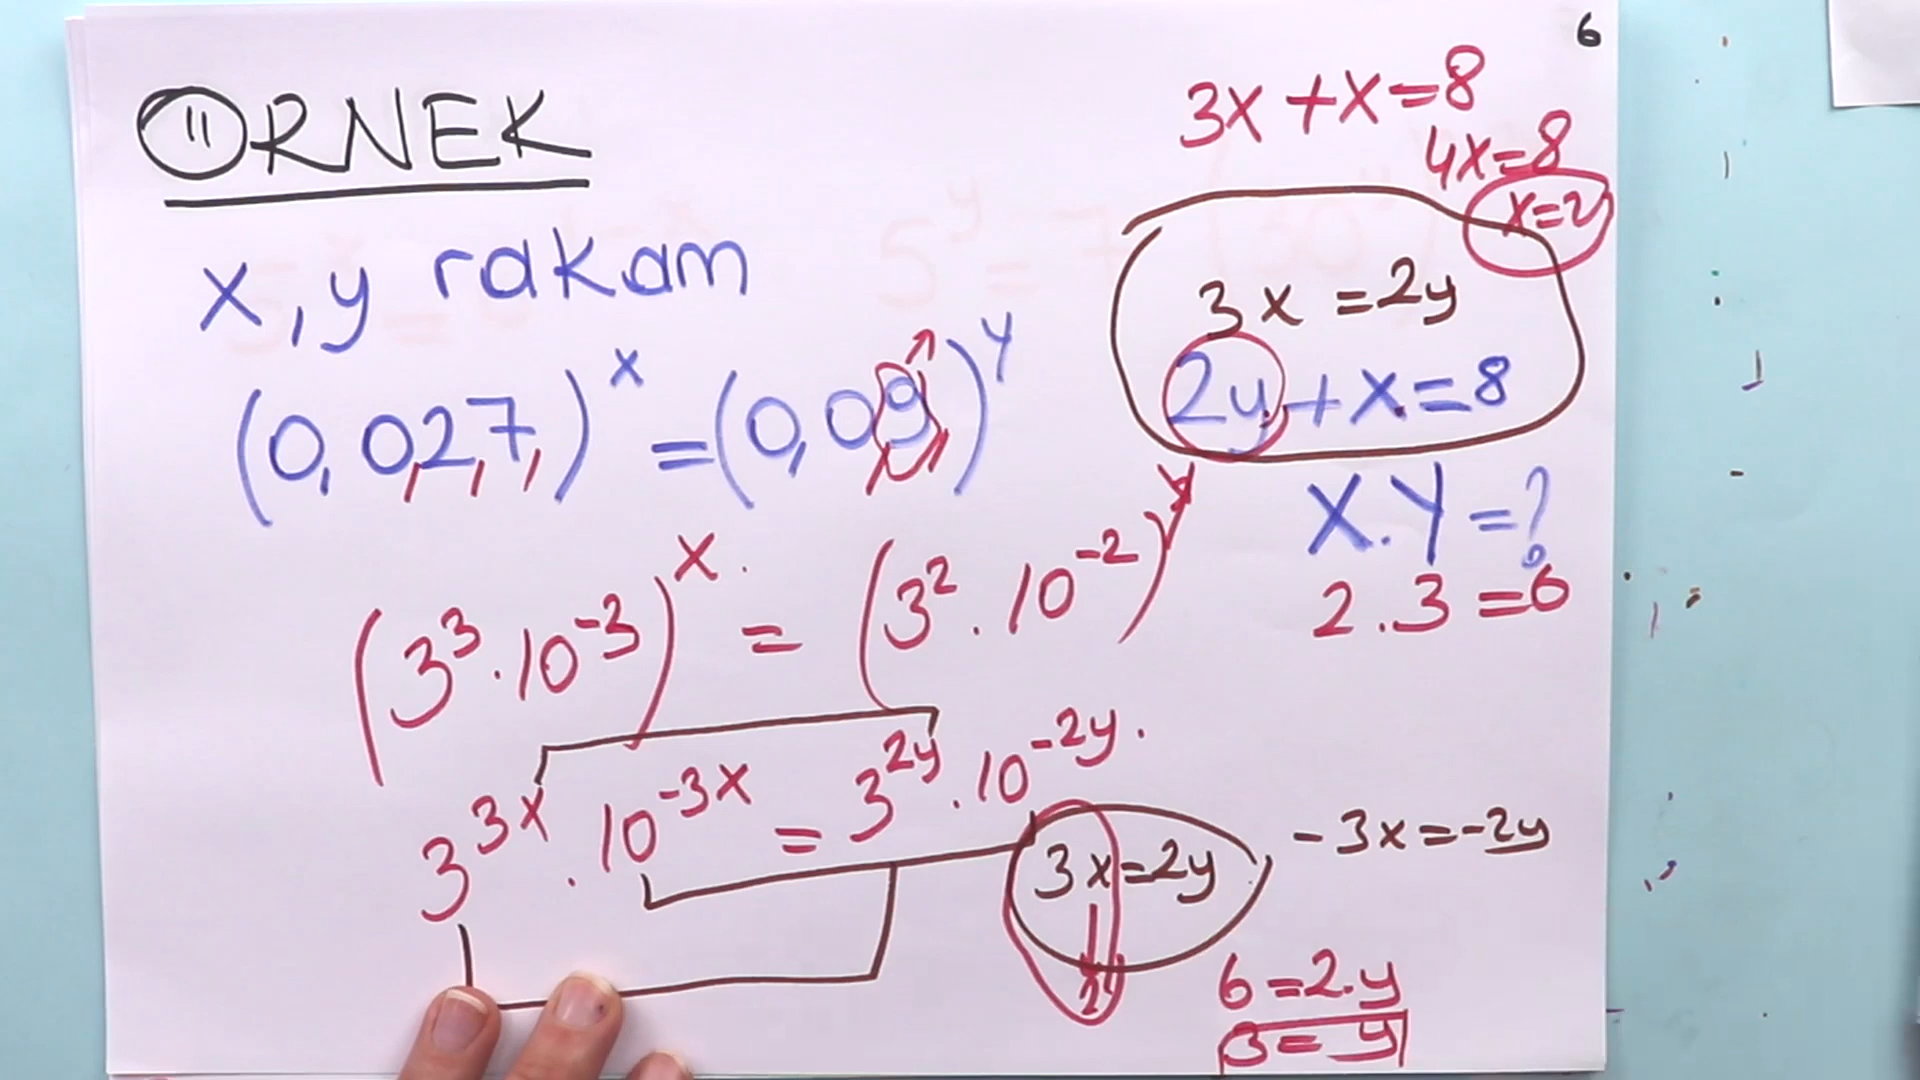 6
ÖRNEK
3x + x = 8
4x = 8
x = 2
x, y rakam
3x = 2y
2y + x = 8
(0,027)^x = (0,09)^y
X.Y = ?
2.3 = 6
(3^3 . 10^-3)^x = (3^2 . 10^-2)^y
3^3x . 10^-3x = 3^2y . 10^-2y
3x = 2y
-3x = -2y
2
6 = 2.y
3 = y